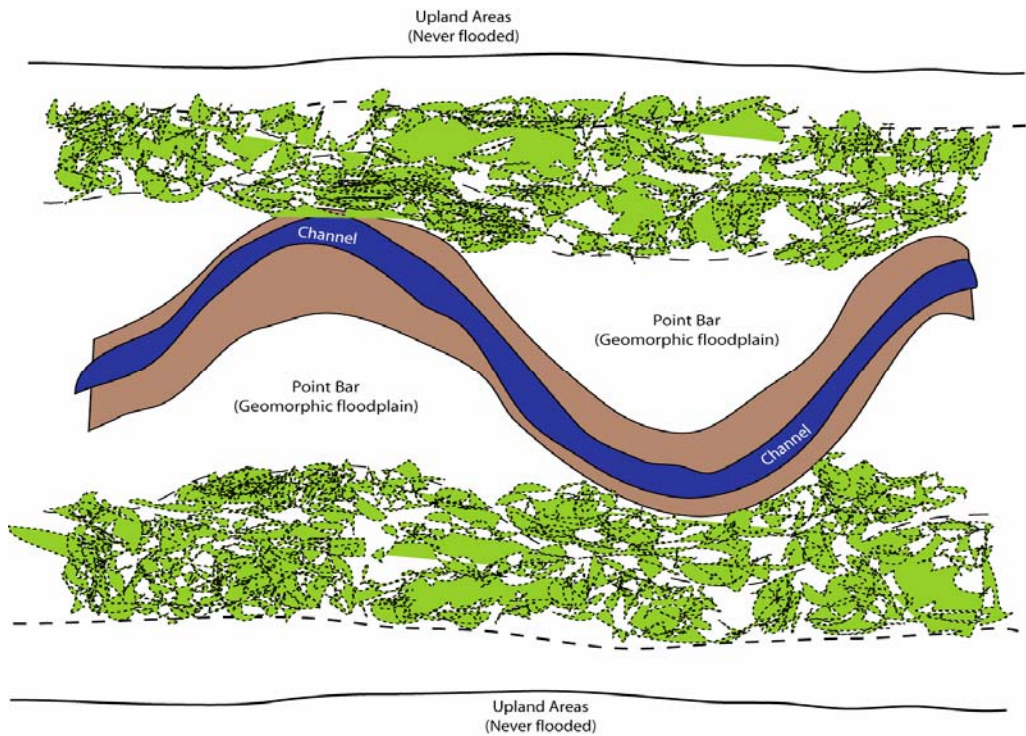 Upland Areas
(Never flooded)
Channel
Point Bar
(Geomorphic floodplain)
Point Bar
(Geomorphic floodplain)
Channel
Upland Areas
(Never flooded)